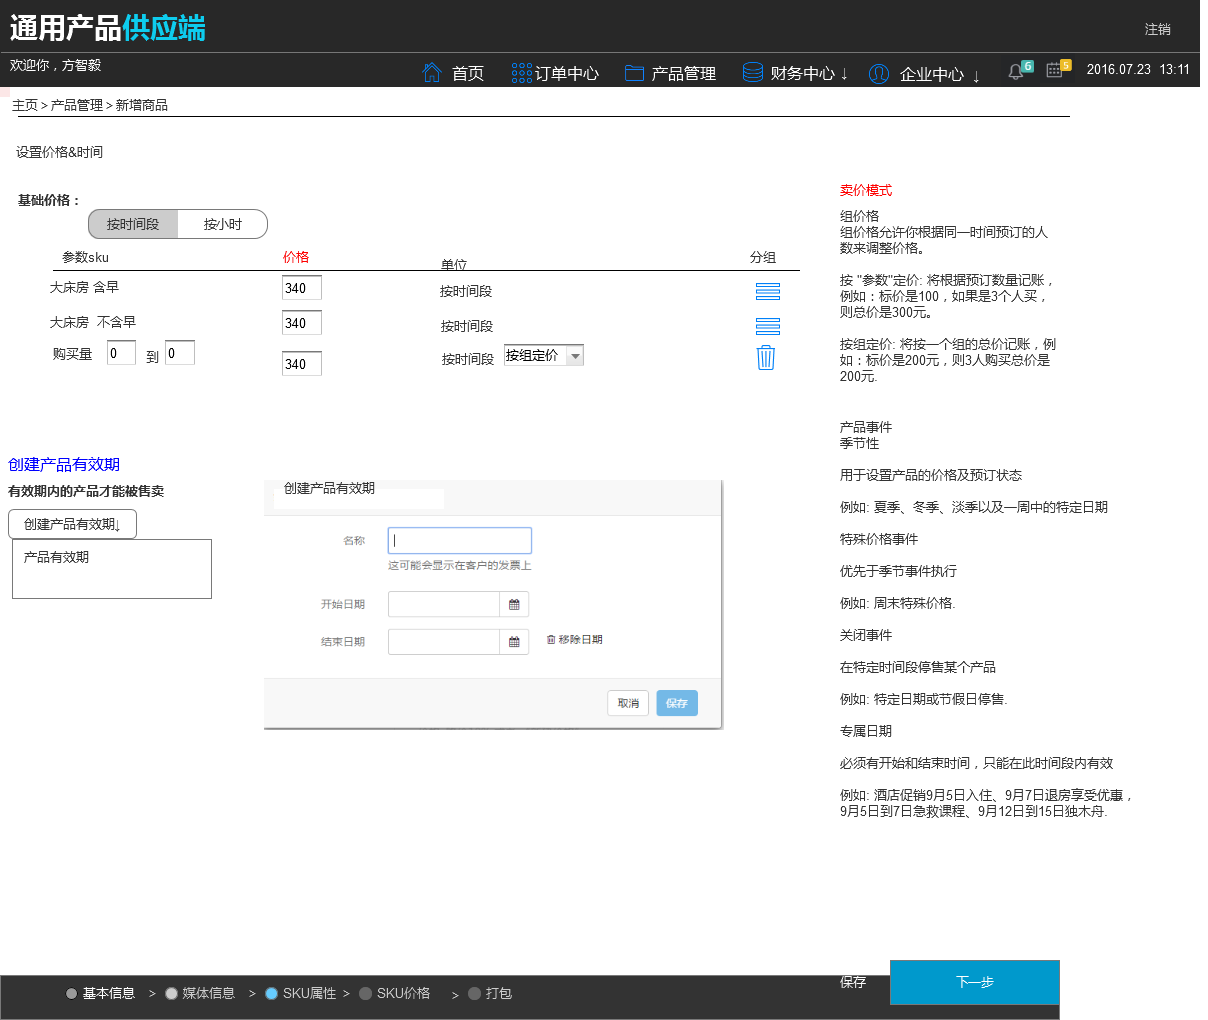 通用产品供应端
注销
欢迎你，方智毅
首页 订单中心 产品管理 财务中心 ↓ 企业中心 ↓ 6 5 2016.07.23 13:11
主页 > 产品管理 > 新增商品
设置价格&时间
基础价格：
按时间段 按小时
参数sku 价格 单位 分组
大床房 含早 340 按时间段
大床房 不含早 340 按时间段
购买量 0 到 0 340 按时间段 按组定价
卖价模式
组价格
组价格允许你根据同一时间预订的人
数来调整价格。
按 "参数"定价: 将根据预订数量记账，
例如：标价是100，如果是3个人买，
则总价是300元。
按组定价: 将按一个组的总价记账，例
如：标价是200元，则3人购买总价是
200元.
产品事件
季节性
用于设置产品的价格及预订状态
例如: 夏季、冬季、淡季以及一周中的特定日期
特殊价格事件
优先于季节事件执行
例如: 周末特殊价格.
关闭事件
在特定时间段停售某个产品
例如: 特定日期或节假日停售.
专属日期
必须有开始和结束时间，只能在此时间段内有效
例如: 酒店促销9月5日入住、9月7日退房享受优惠，
9月5日到7日急救课程、9月12日到15日独木舟.
创建产品有效期
有效期内的产品才能被售卖
创建产品有效期↓
产品有效期
创建产品有效期
名称
这可能会显示在客户的发票上
开始日期
结束日期 移除日期
取消 保存
基本信息 > 媒体信息 > SKU属性 > SKU价格 > 打包 保存 下一步